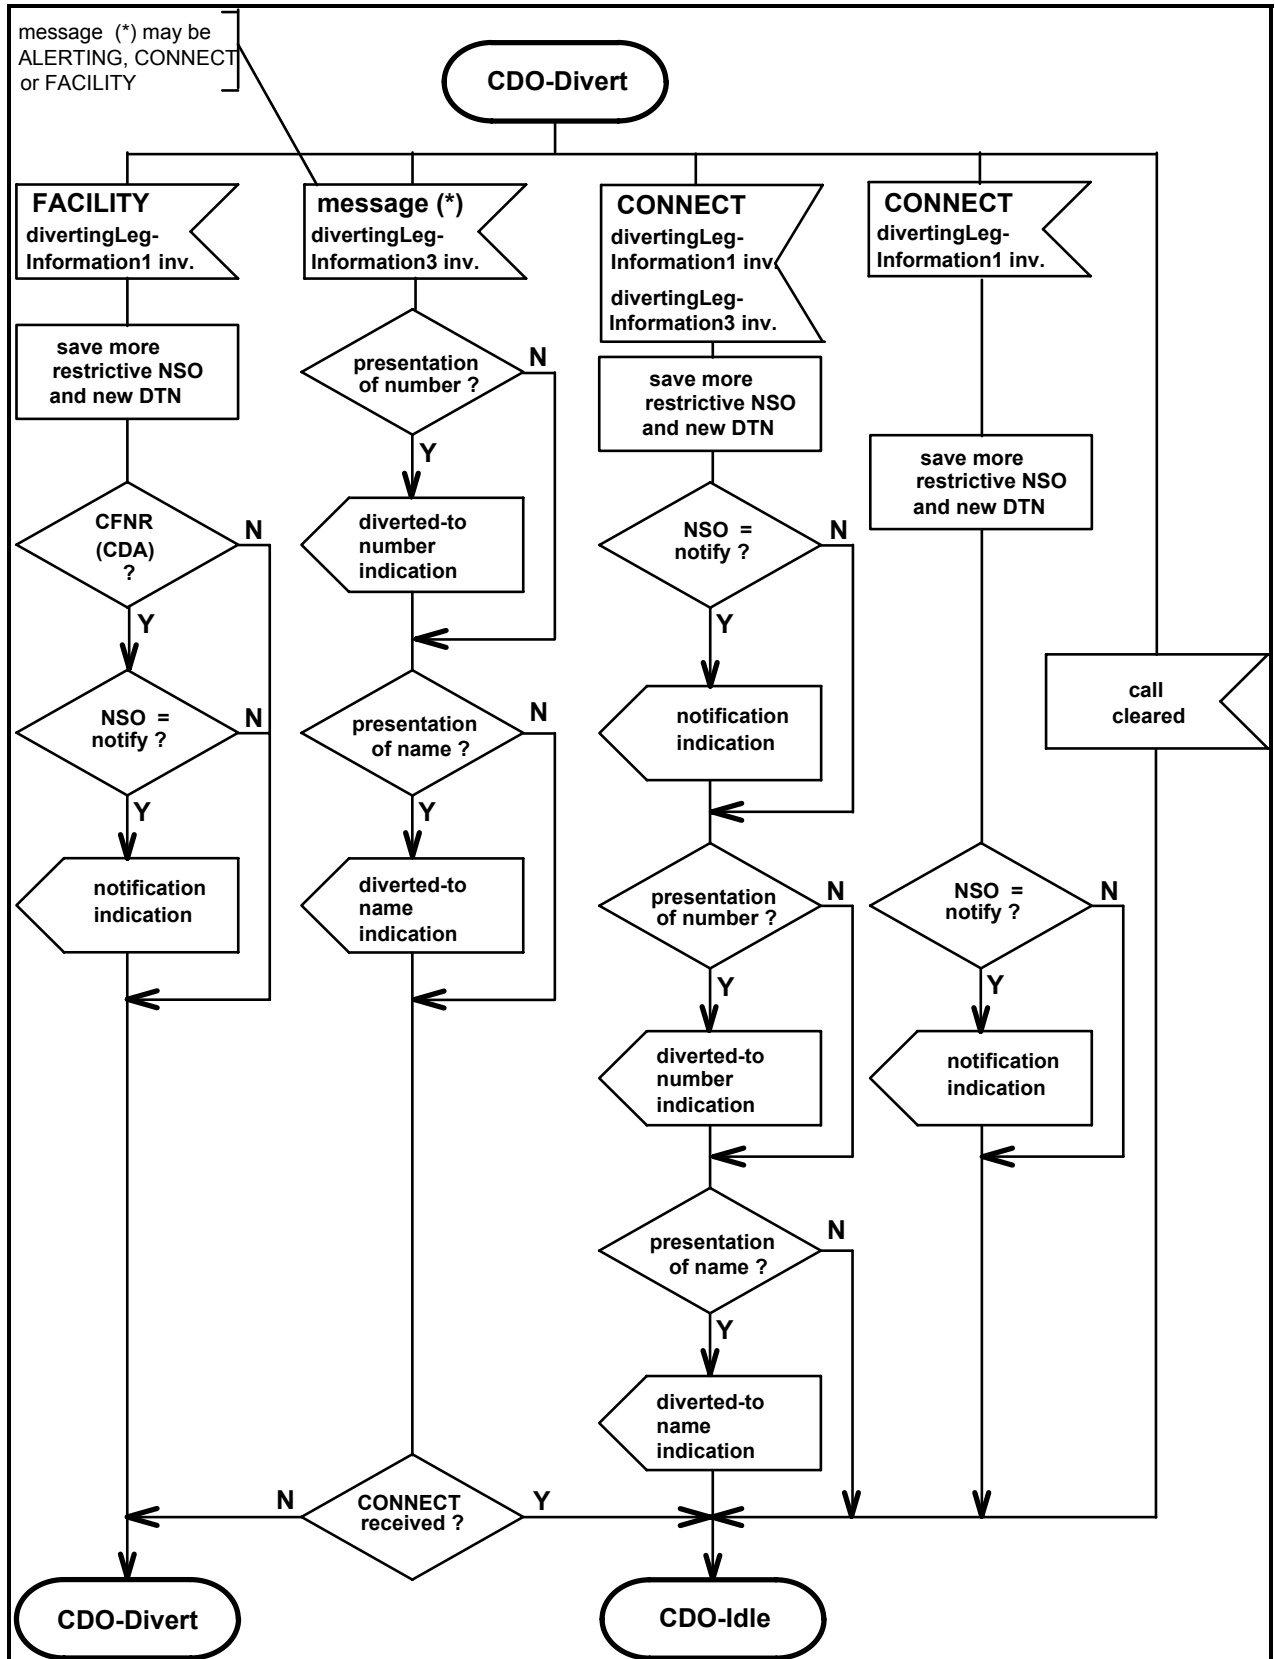 message (*) may be
ALERTING, CONNECT
or FACILITY
CDO-Divert
FACILITY
divertingLeg-
Information1 inv.
save more
restrictive NSO
and new DTN
CFNR
(CDA)
?
N
Y
NSO =
notify ?
N
Y
notification
indication
message (*)
divertingLeg-
Information3 inv.
presentation
of number ?
N
Y
diverted-to
number
indication
presentation
of name ?
N
Y
diverted-to
name
indication
CONNECT
received ?
N
Y
CONNECT
divertingLeg-
Information1 inv.
divertingLeg-
Information3 inv.
save more
restrictive NSO
and new DTN
NSO =
notify ?
N
Y
notification
indication
presentation
of number ?
N
Y
diverted-to
number
indication
presentation
of name ?
N
Y
diverted-to
name
indication
CONNECT
divertingLeg-
Information1 inv.
save more
restrictive NSO
and new DTN
NSO =
notify ?
N
Y
notification
indication
call
cleared
CDO-Divert
CDO-Idle